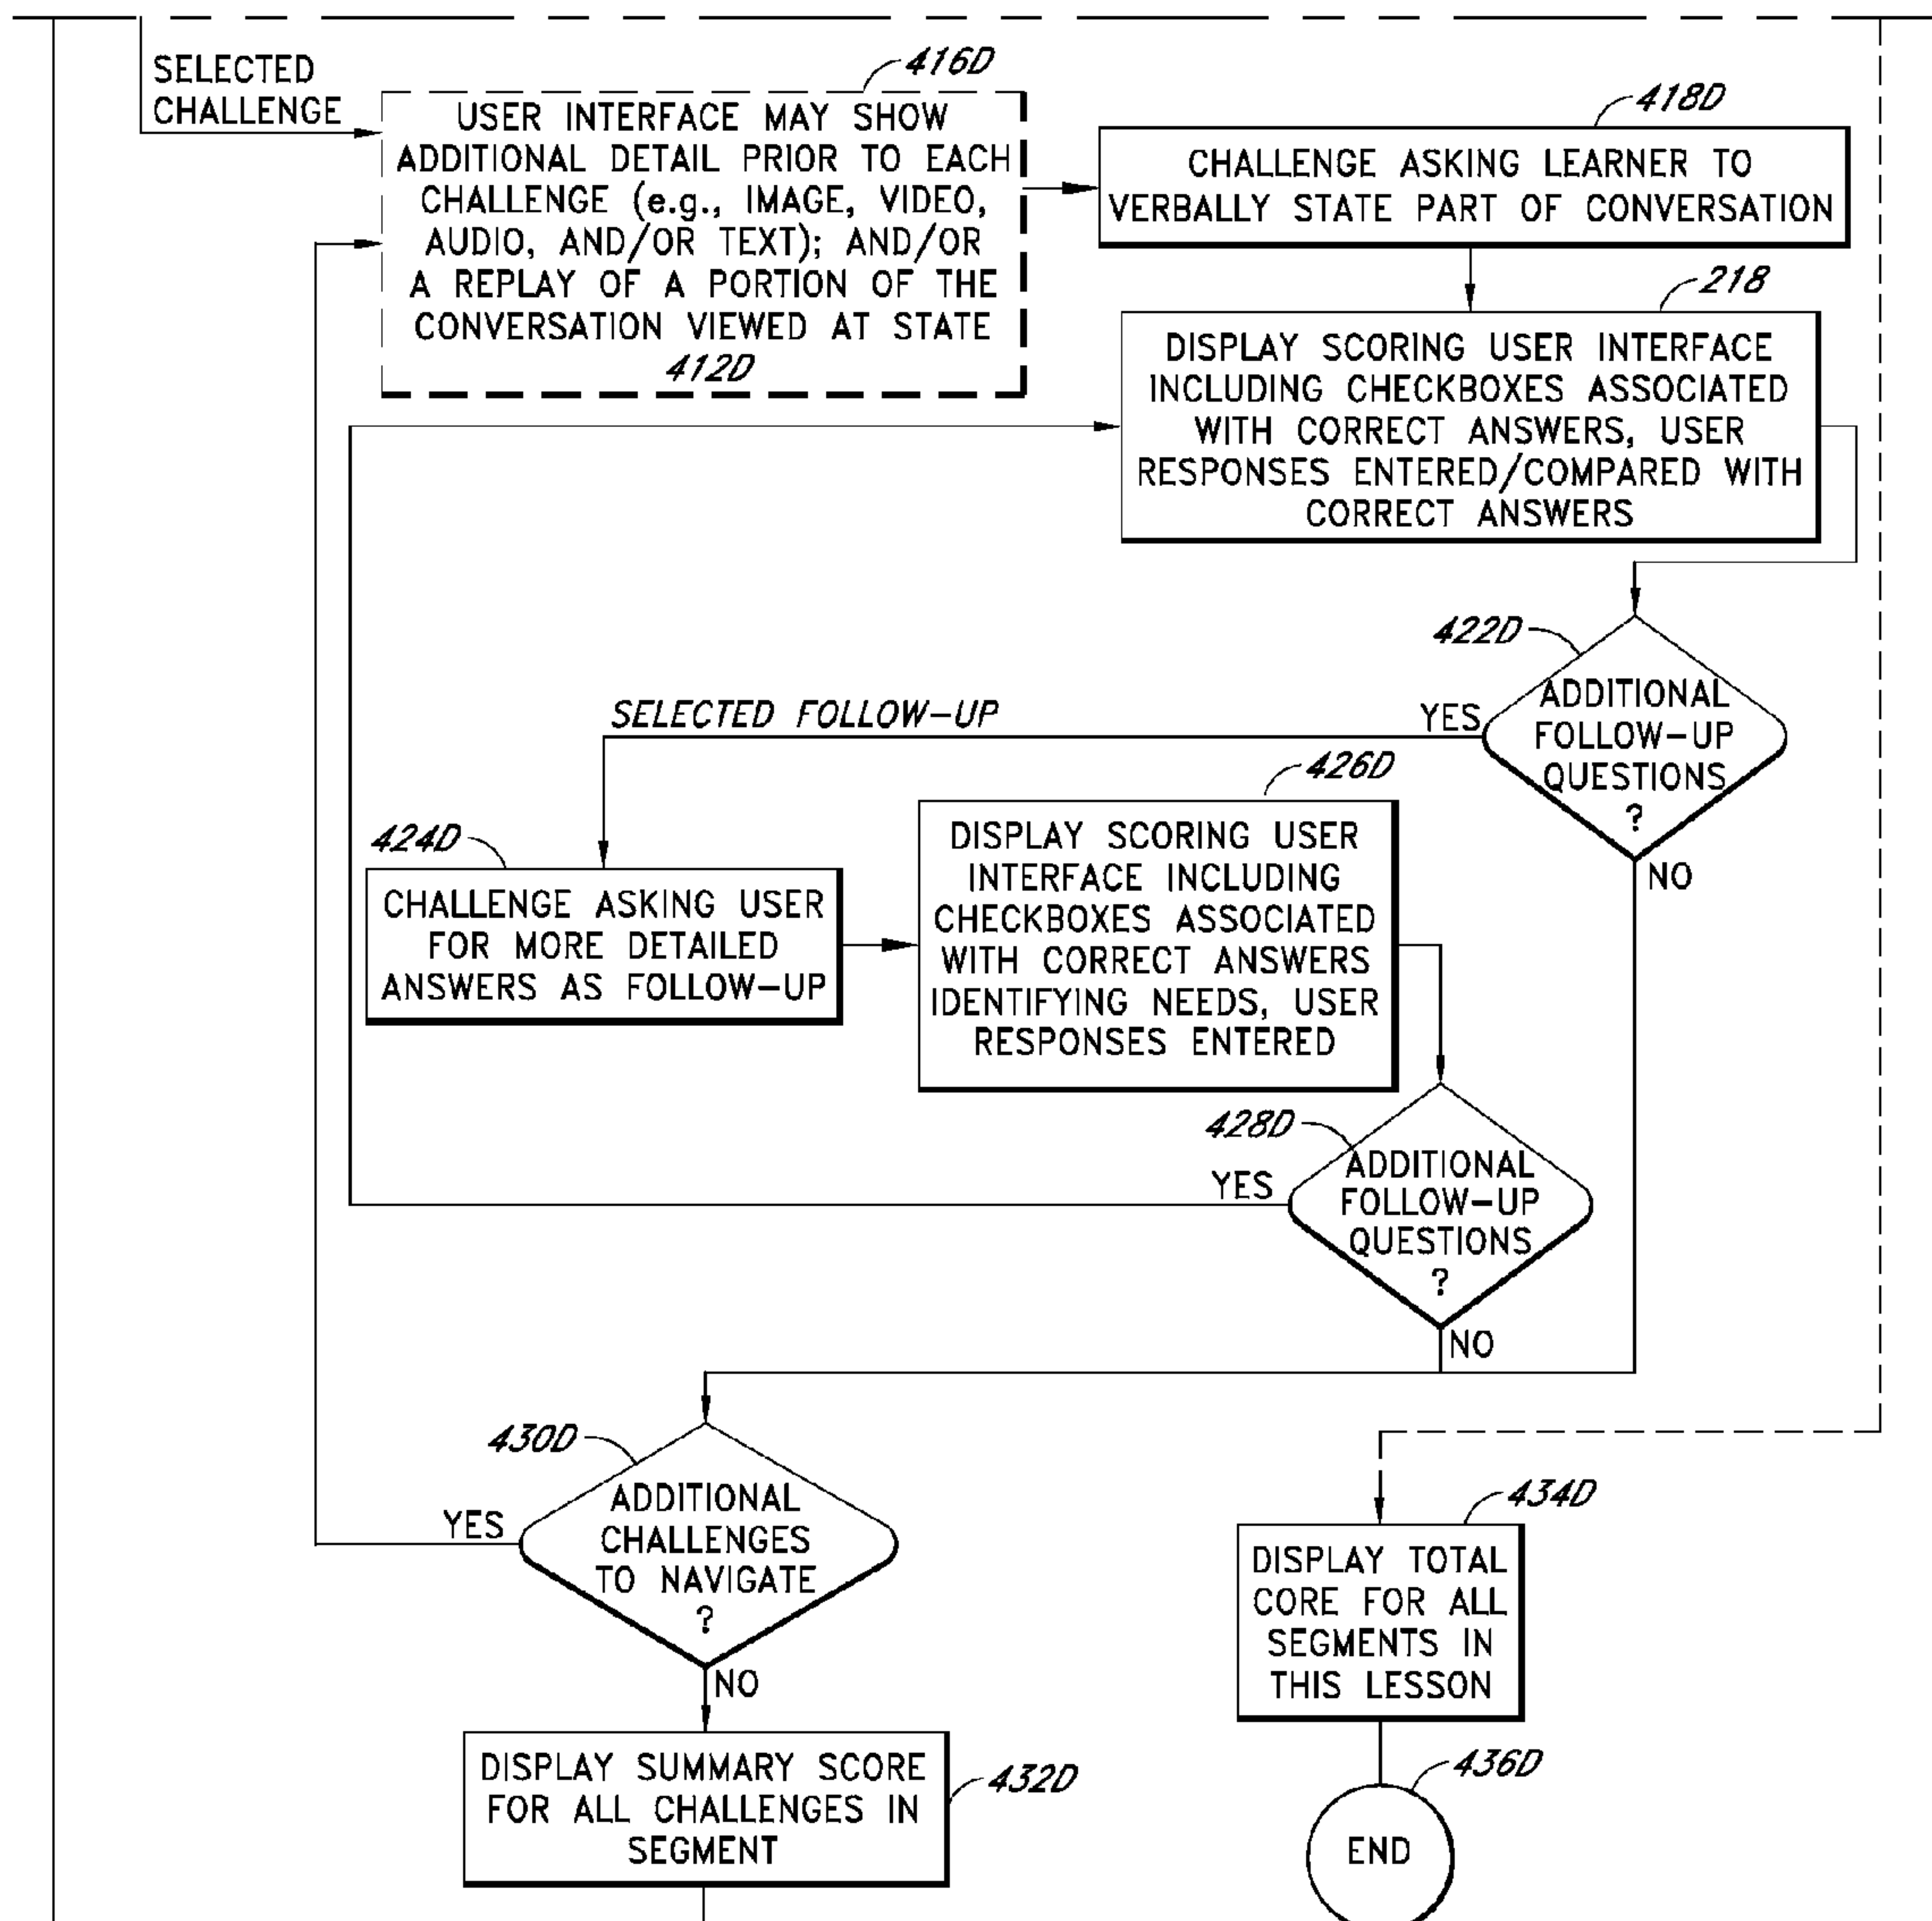 SELECTED
CHALLENGE
416D
USER INTERFACE MAY SHOW
ADDITIONAL DETAIL PRIOR TO EACH
CHALLENGE (e.g., IMAGE, VIDEO,
AUDIO, AND/OR TEXT); AND/OR
A REPLAY OF A PORTION OF THE
CONVERSATION VIEWED AT STATE
412D
418D
CHALLENGE ASKING LEARNER TO
VERBALLY STATE PART OF CONVERSATION
218
DISPLAY SCORING USER INTERFACE
INCLUDING CHECKBOXES ASSOCIATED
WITH CORRECT ANSWERS, USER
RESPONSES ENTERED/COMPARED WITH
CORRECT ANSWERS
422D
ADDITIONAL
FOLLOW-UP
QUESTIONS
?
YES
NO
SELECTED FOLLOW-UP
424D
CHALLENGE ASKING USER
FOR MORE DETAILED
ANSWERS AS FOLLOW-UP
426D
DISPLAY SCORING USER
INTERFACE INCLUDING
CHECKBOXES ASSOCIATED
WITH CORRECT ANSWERS
IDENTIFYING NEEDS, USER
RESPONSES ENTERED
428D
ADDITIONAL
FOLLOW-UP
QUESTIONS
?
YES
NO
430D
ADDITIONAL
CHALLENGES
TO NAVIGATE
?
YES
NO
432D
DISPLAY SUMMARY SCORE
FOR ALL CHALLENGES IN
SEGMENT
434D
DISPLAY TOTAL
CORE FOR ALL
SEGMENTS IN
THIS LESSON
436D
END